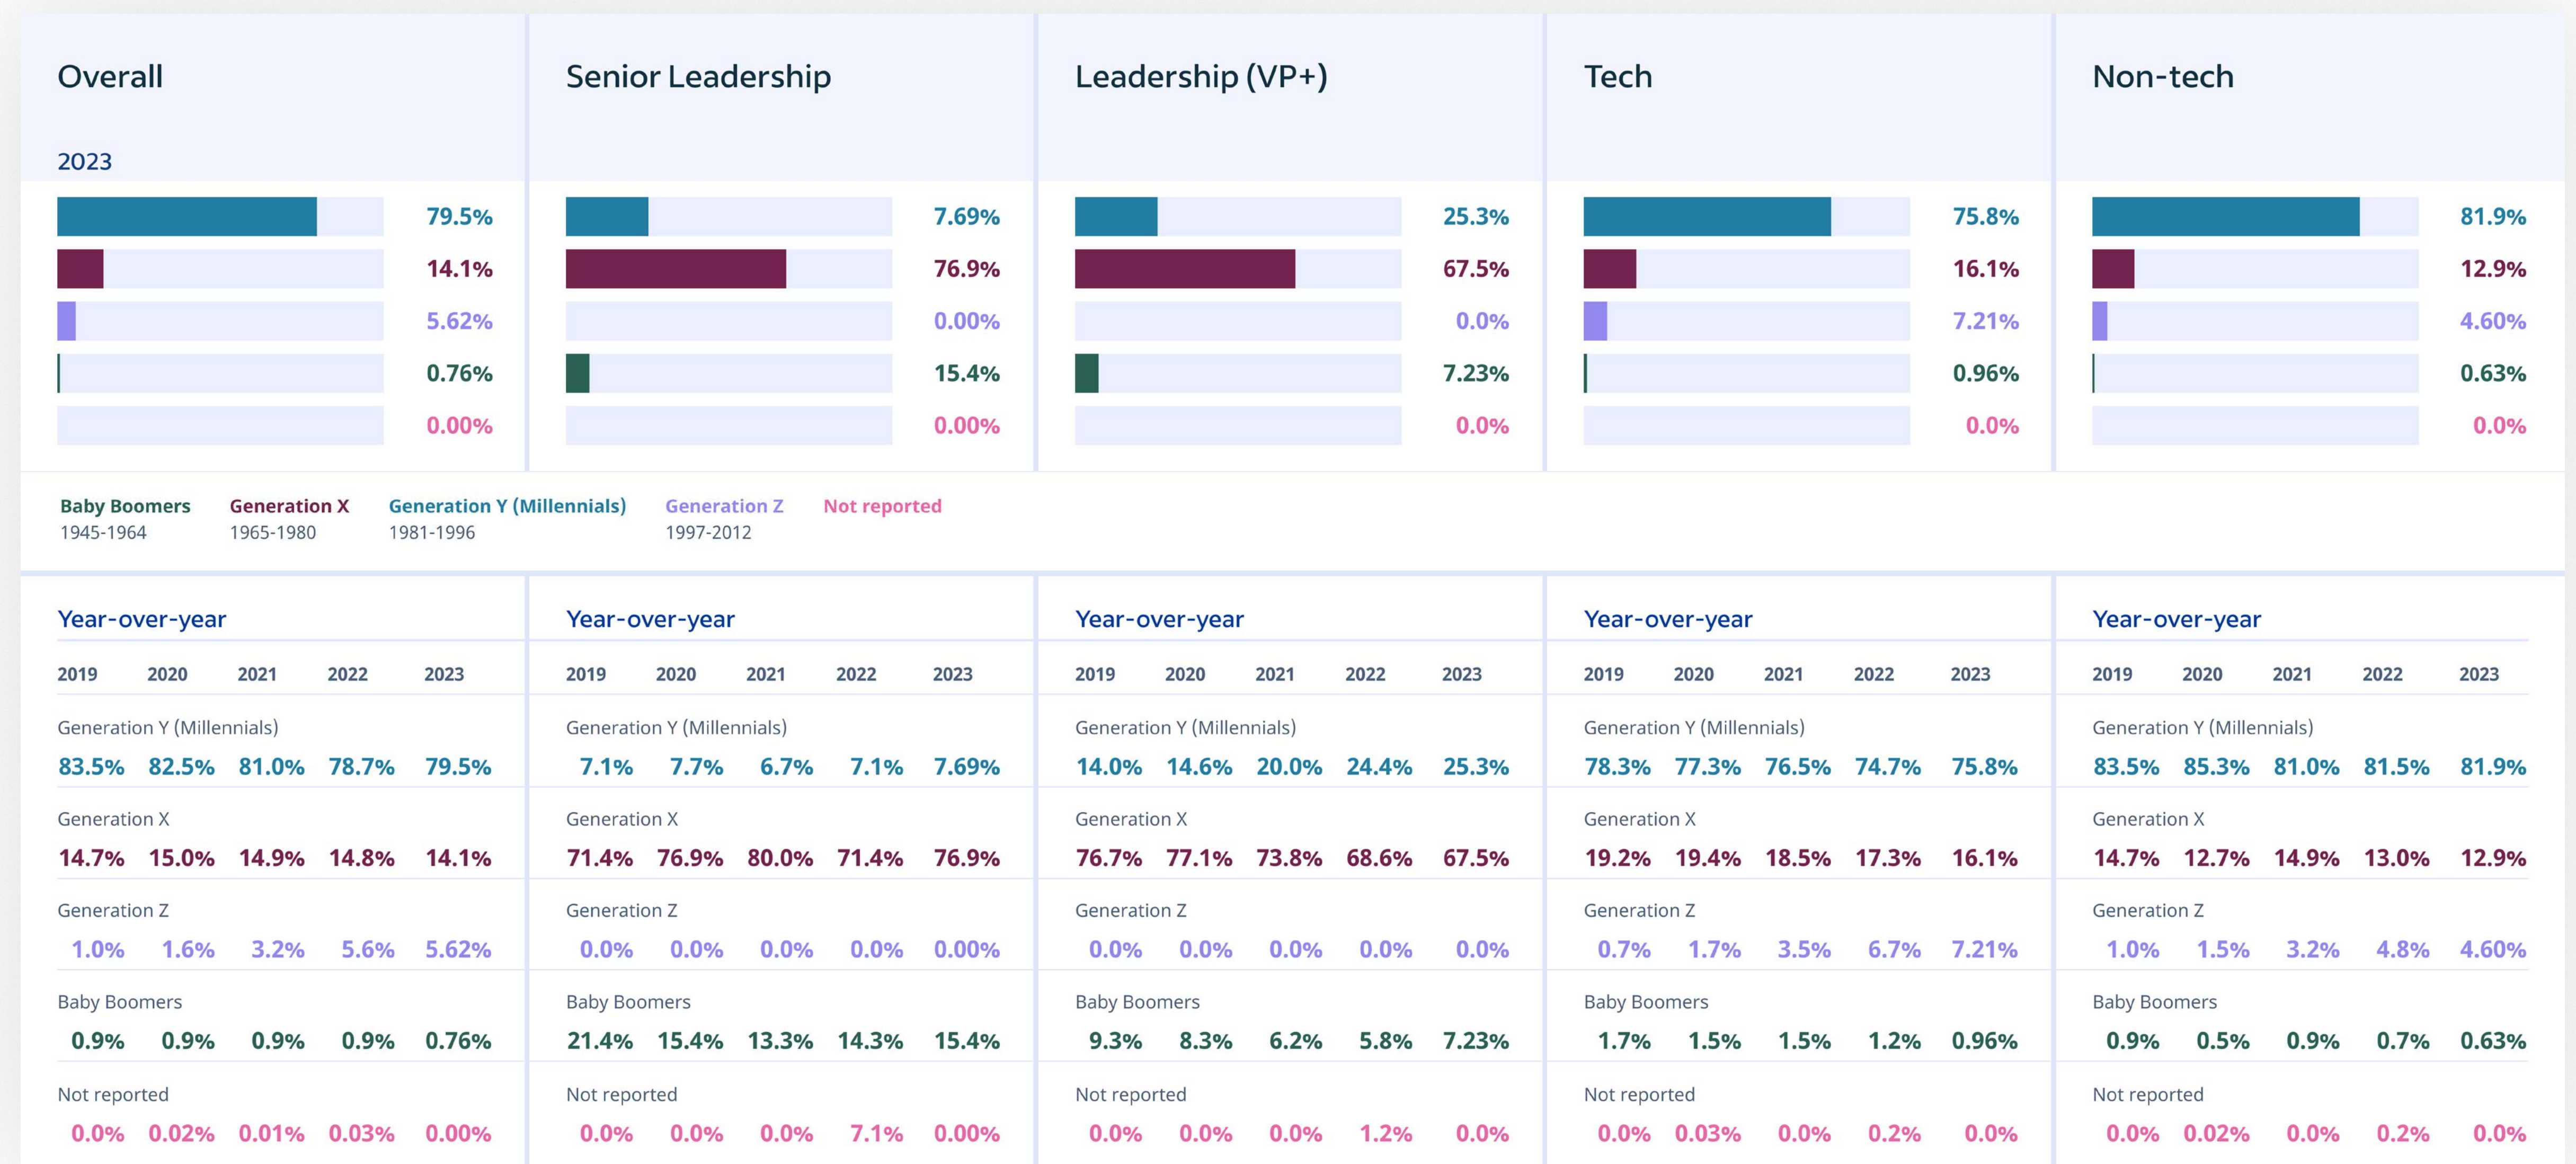 Overall
Senior Leadership
Leadership (VP+)
Tech
Non-tech
2023
79.5%
14.1%
5.62%
0.76%
0.00%
7.69%
76.9%
0.00%
15.4%
0.00%
25.3%
67.5%
0.0%
7.23%
0.0%
75.8%
16.1%
7.21%
0.96%
0.0%
81.9%
12.9%
4.60%
0.63%
0.0%
Baby Boomers
1945-1964
Generation X
1965-1980
Generation Y (Millennials)
1981-1996
Generation Z
1997-2012
Not reported
Year-over-year
2019 2020 2021 2022 2023
Generation Y (Millennials)
83.5% 82.5% 81.0% 78.7% 79.5%
Generation X
14.7% 15.0% 14.9% 14.8% 14.1%
Generation Z
1.0% 1.6% 3.2% 5.6% 5.62%
Baby Boomers
0.9% 0.9% 0.9% 0.9% 0.76%
Not reported
0.0% 0.02% 0.01% 0.03% 0.00%
Year-over-year
2019 2020 2021 2022 2023
Generation Y (Millennials)
7.1% 7.7% 6.7% 7.1% 7.69%
Generation X
71.4% 76.9% 80.0% 71.4% 76.9%
Generation Z
0.0% 0.0% 0.0% 0.0% 0.00%
Baby Boomers
21.4% 15.4% 13.3% 14.3% 15.4%
Not reported
0.0% 0.0% 0.0% 7.1% 0.00%
Year-over-year
2019 2020 2021 2022 2023
Generation Y (Millennials)
14.0% 14.6% 20.0% 24.4% 25.3%
Generation X
76.7% 77.1% 73.8% 68.6% 67.5%
Generation Z
0.0% 0.0% 0.0% 0.0% 0.0%
Baby Boomers
9.3% 8.3% 6.2% 5.8% 7.23%
Not reported
0.0% 0.0% 0.0% 1.2% 0.0%
Year-over-year
2019 2020 2021 2022 2023
Generation Y (Millennials)
78.3% 77.3% 76.5% 74.7% 75.8%
Generation X
19.2% 19.4% 18.5% 17.3% 16.1%
Generation Z
0.7% 1.7% 3.5% 6.7% 7.21%
Baby Boomers
1.7% 1.5% 1.5% 1.2% 0.96%
Not reported
0.0% 0.03% 0.0% 0.2% 0.0%
Year-over-year
2019 2020 2021 2022 2023
Generation Y (Millennials)
83.5% 85.3% 81.0% 81.5% 81.9%
Generation X
14.7% 12.7% 14.9% 13.0% 12.9%
Generation Z
1.0% 1.5% 3.2% 4.8% 4.60%
Baby Boomers
0.9% 0.5% 0.9% 0.7% 0.63%
Not reported
0.0% 0.02% 0.0% 0.2% 0.0%